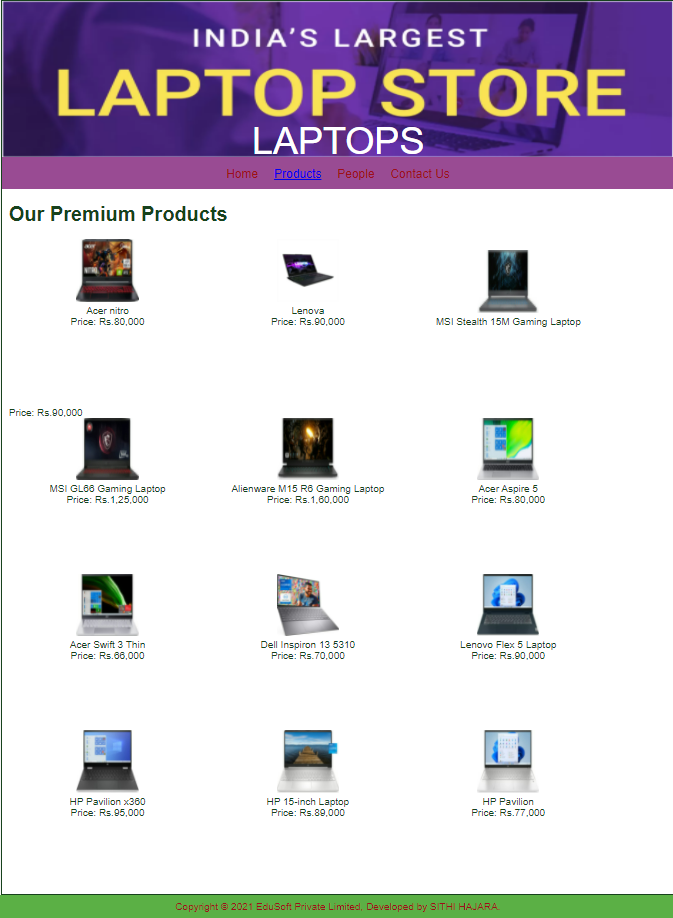 INDIA'S LARGEST
LAPTOP STORE
LAPTOPS
Home Products People Contact Us
Our Premium Products
Acer nitro
Price: Rs.80,000
Lenova
Price: Rs.90,000
MSI Stealth 15M Gaming Laptop
Price: Rs.90,000
MSI GL66 Gaming Laptop
Price: Rs.1,25,000
Alienware M15 R6 Gaming Laptop
Price: Rs.1,60,000
Acer Aspire 5
Price: Rs.80,000
Acer Swift 3 Thin
Price: Rs.66,000
Dell Inspiron 13 5310
Price: Rs.70,000
Lenovo Flex 5 Laptop
Price: Rs.90,000
HP Pavilion x360
Price: Rs.95,000
HP 15-inch Laptop
Price: Rs.89,000
HP Pavilion
Price: Rs.77,000
Copyright © 2021 EduSoft Private Limited, Developed by SITHI HAJARA.